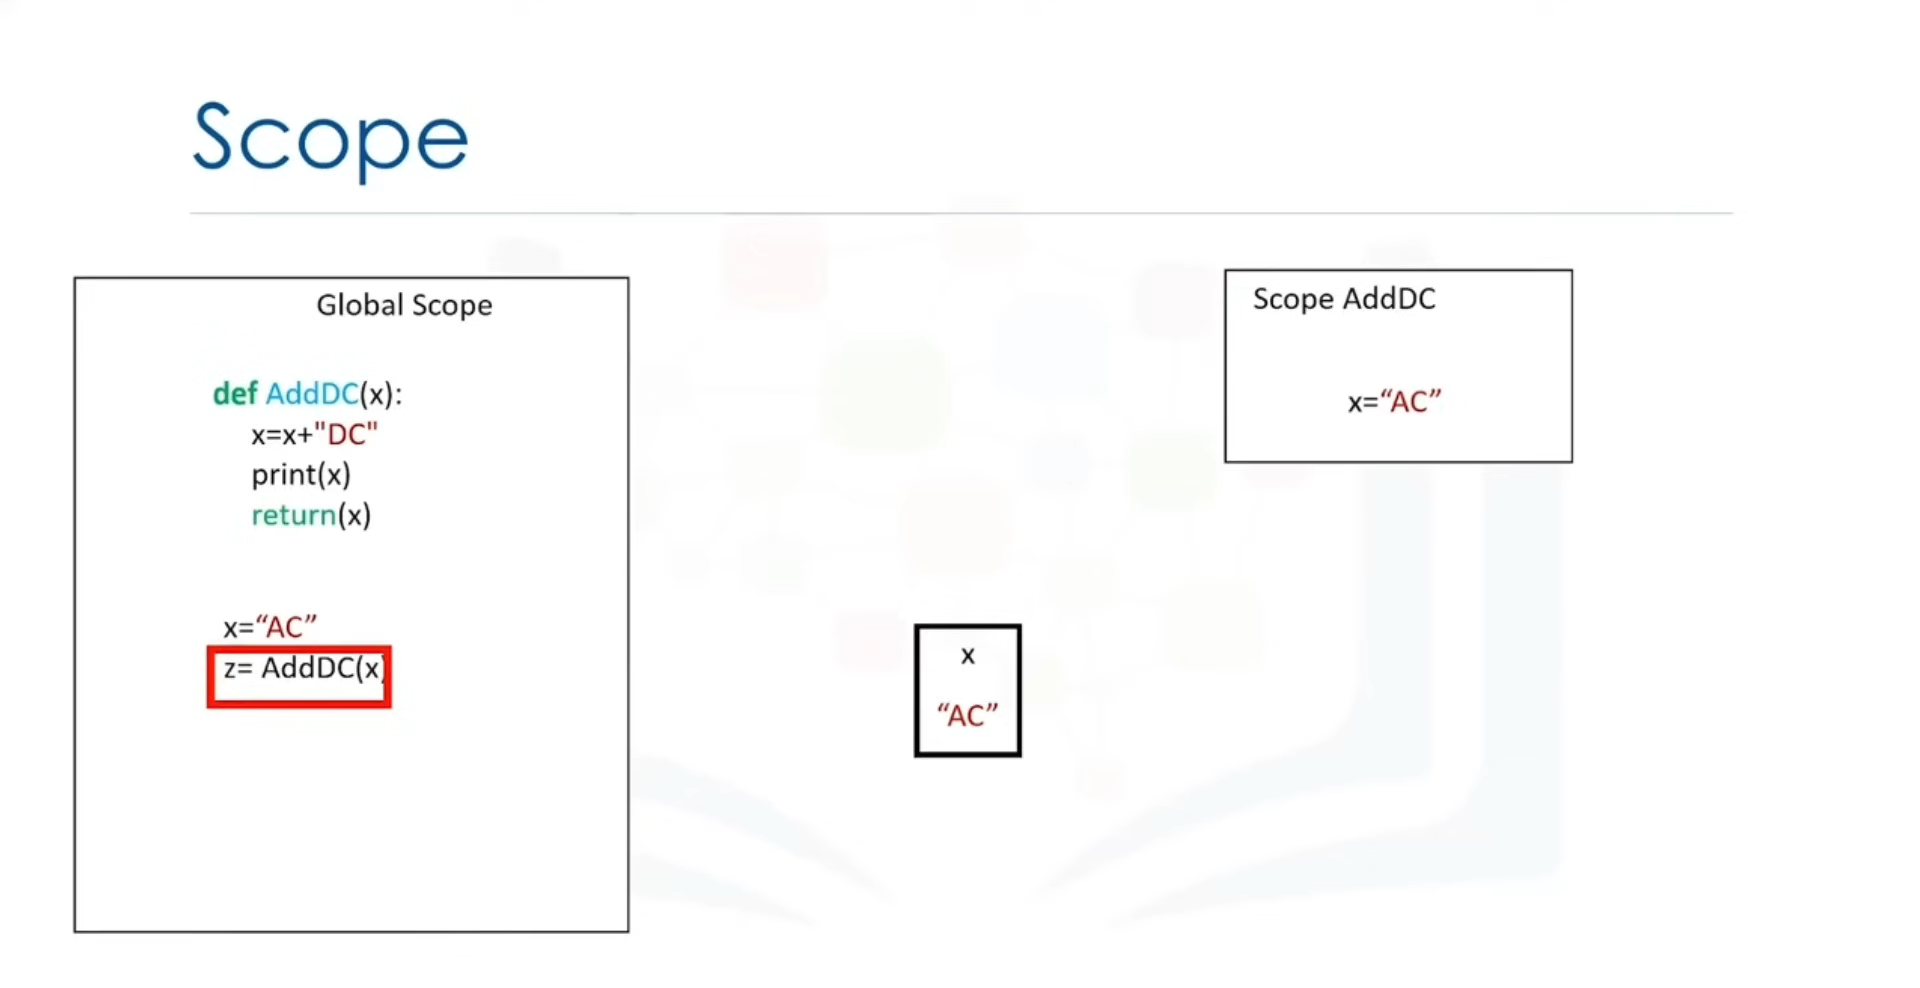 Scope
Global Scope
def AddDC(x):
x=x+"DC"
print(x)
return(x)
x=“AC”
z= AddDC(x)
x
“AC”
Scope AddDC
x=“AC”